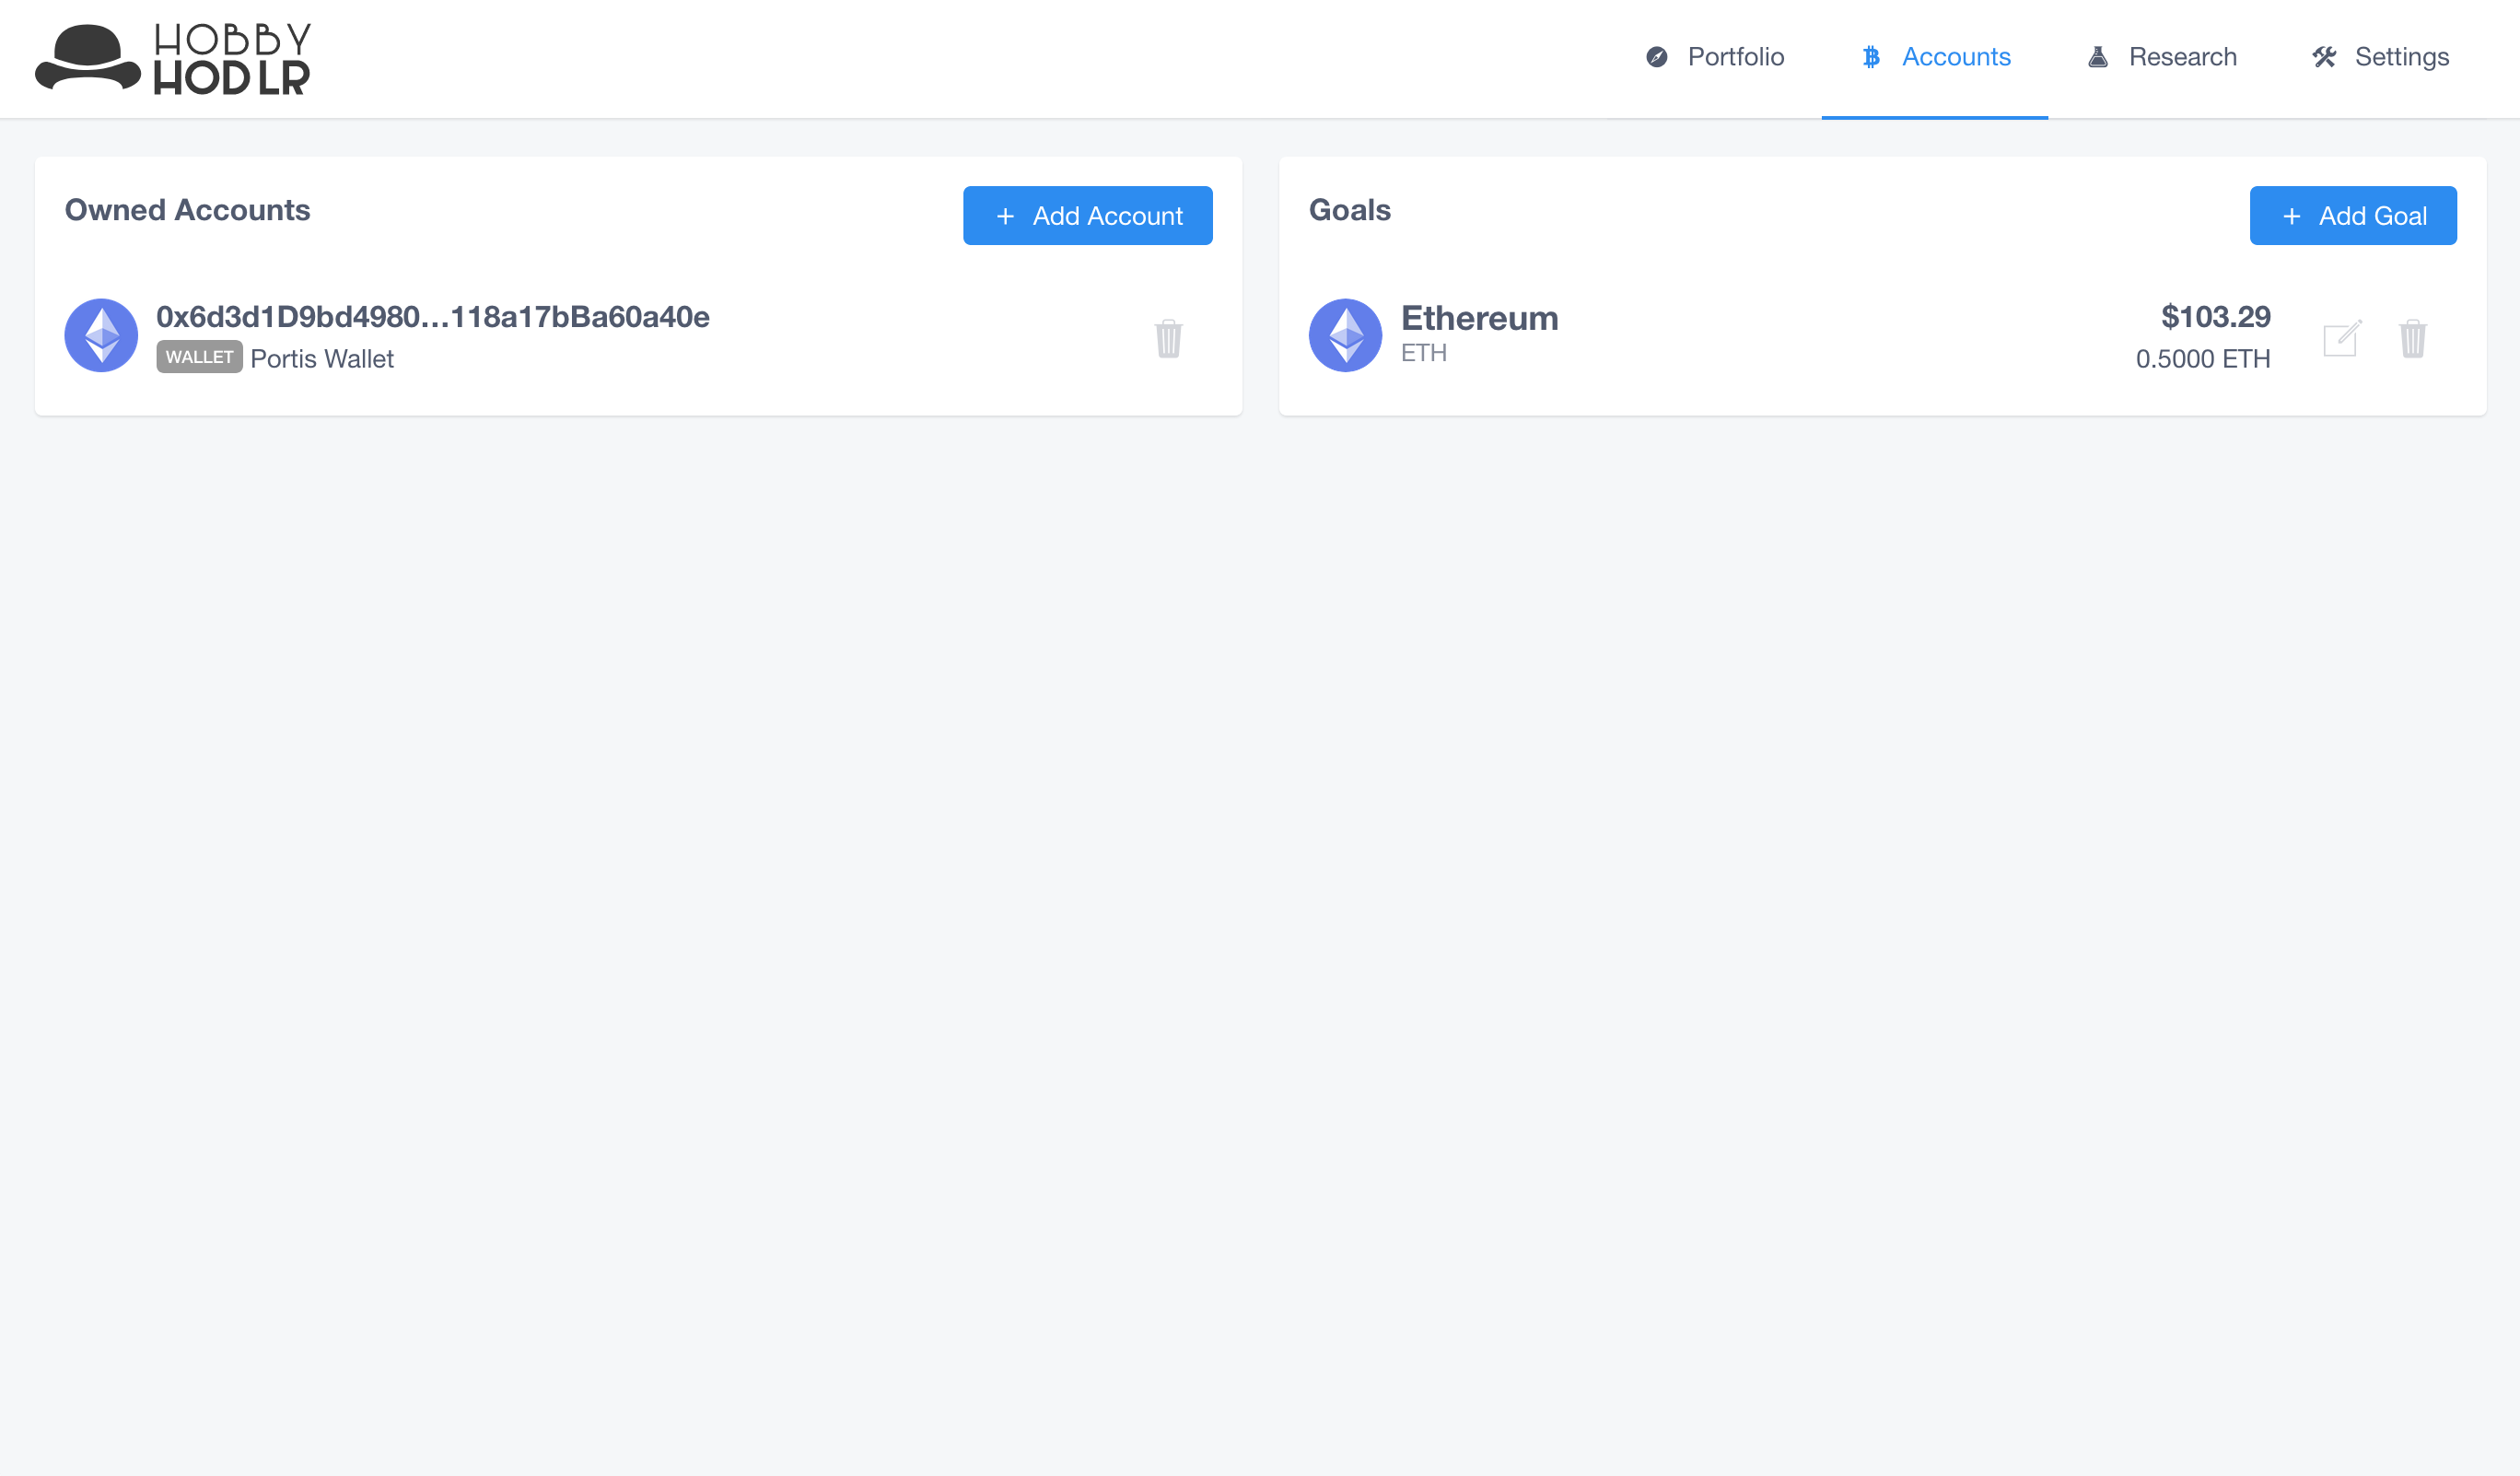 HOBBY
HODLR
Portfolio
Accounts
Research
Settings
Owned Accounts
+ Add Account
0x6d3d1D9bd4980...118a17bBa60a40e
WALLET Portis Wallet
Goals
+ Add Goal
Ethereum
ETH
$103.29
0.5000 ETH